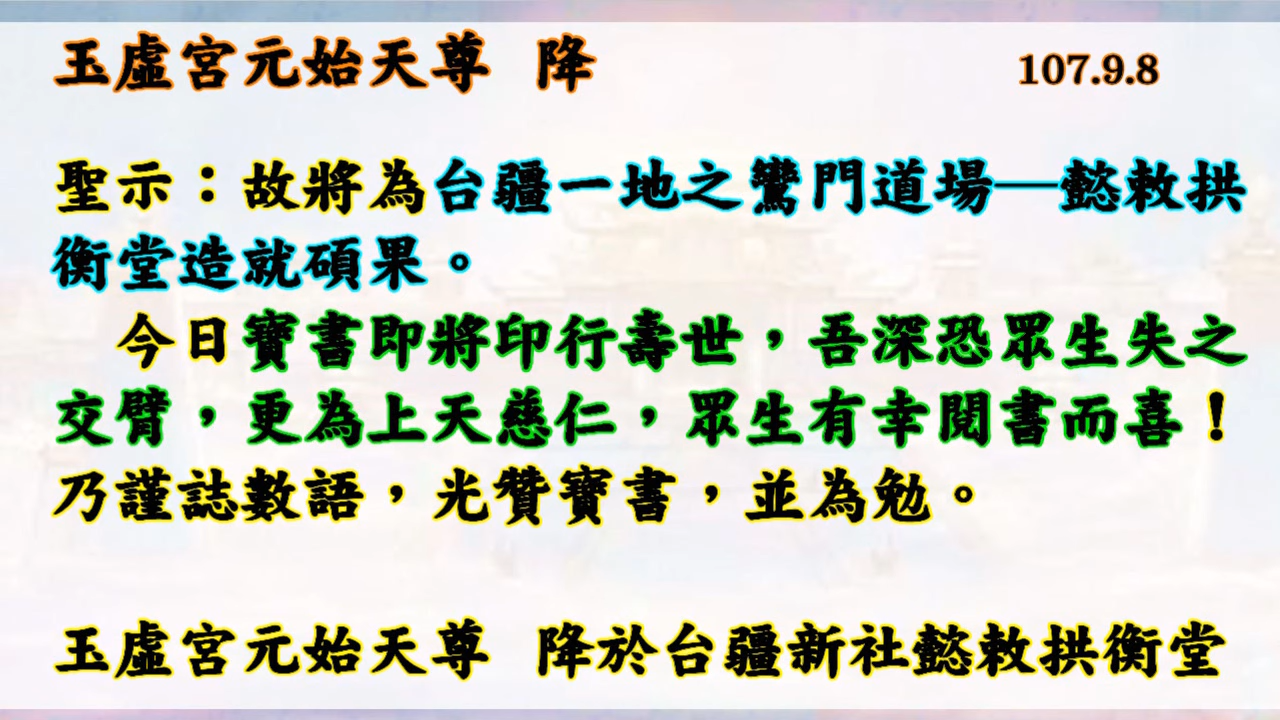 玉虛宮元始天尊 降
107.9.8
聖示：故將為台疆一地之鸞門道場─懿敕拱
衡堂造就碩果。
今日寶書即將印行壽世，吾深恐眾生失之
交臂，更為上天慈仁，眾生有幸閱書而喜！
乃謹誌數語，光贊寶書，並為勉。
玉虛宮元始天尊 降於台疆新社懿敕拱衡堂